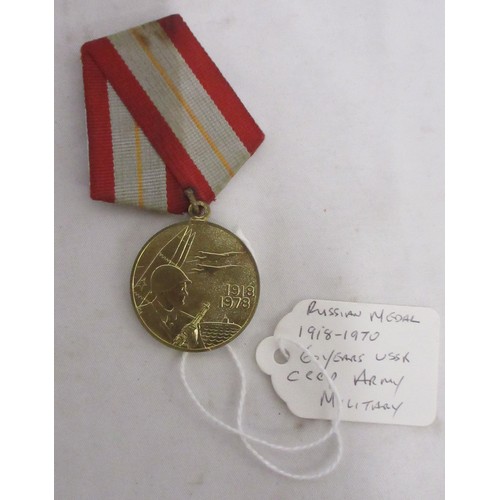 1918
1978
RUSSIAN MEDAL
1918-1970
60 YEARS USSR
CCCP ARMY
MILITARY